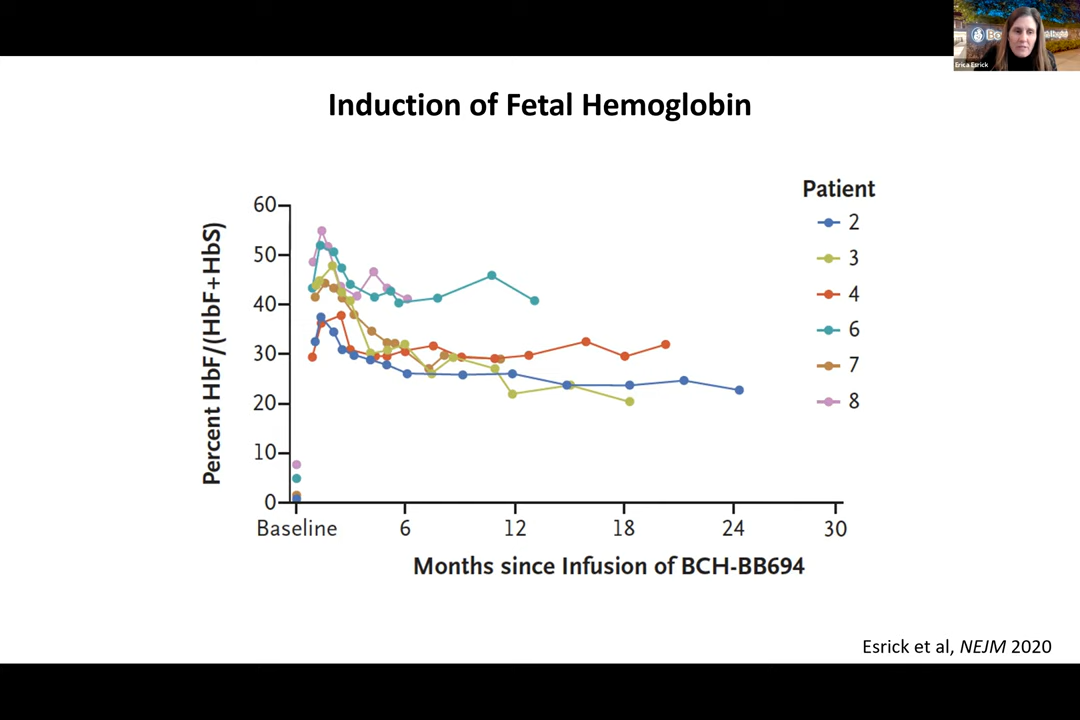 Erica Esrick
Induction of Fetal Hemoglobin
Patient
2
3
4
6
7
8
Percent HbF/(HbF+HbS)
60
50
40
30
20
10
0
Baseline 6 12 18 24 30
Months since Infusion of BCH-BB694
Esrick et al, NEJM 2020